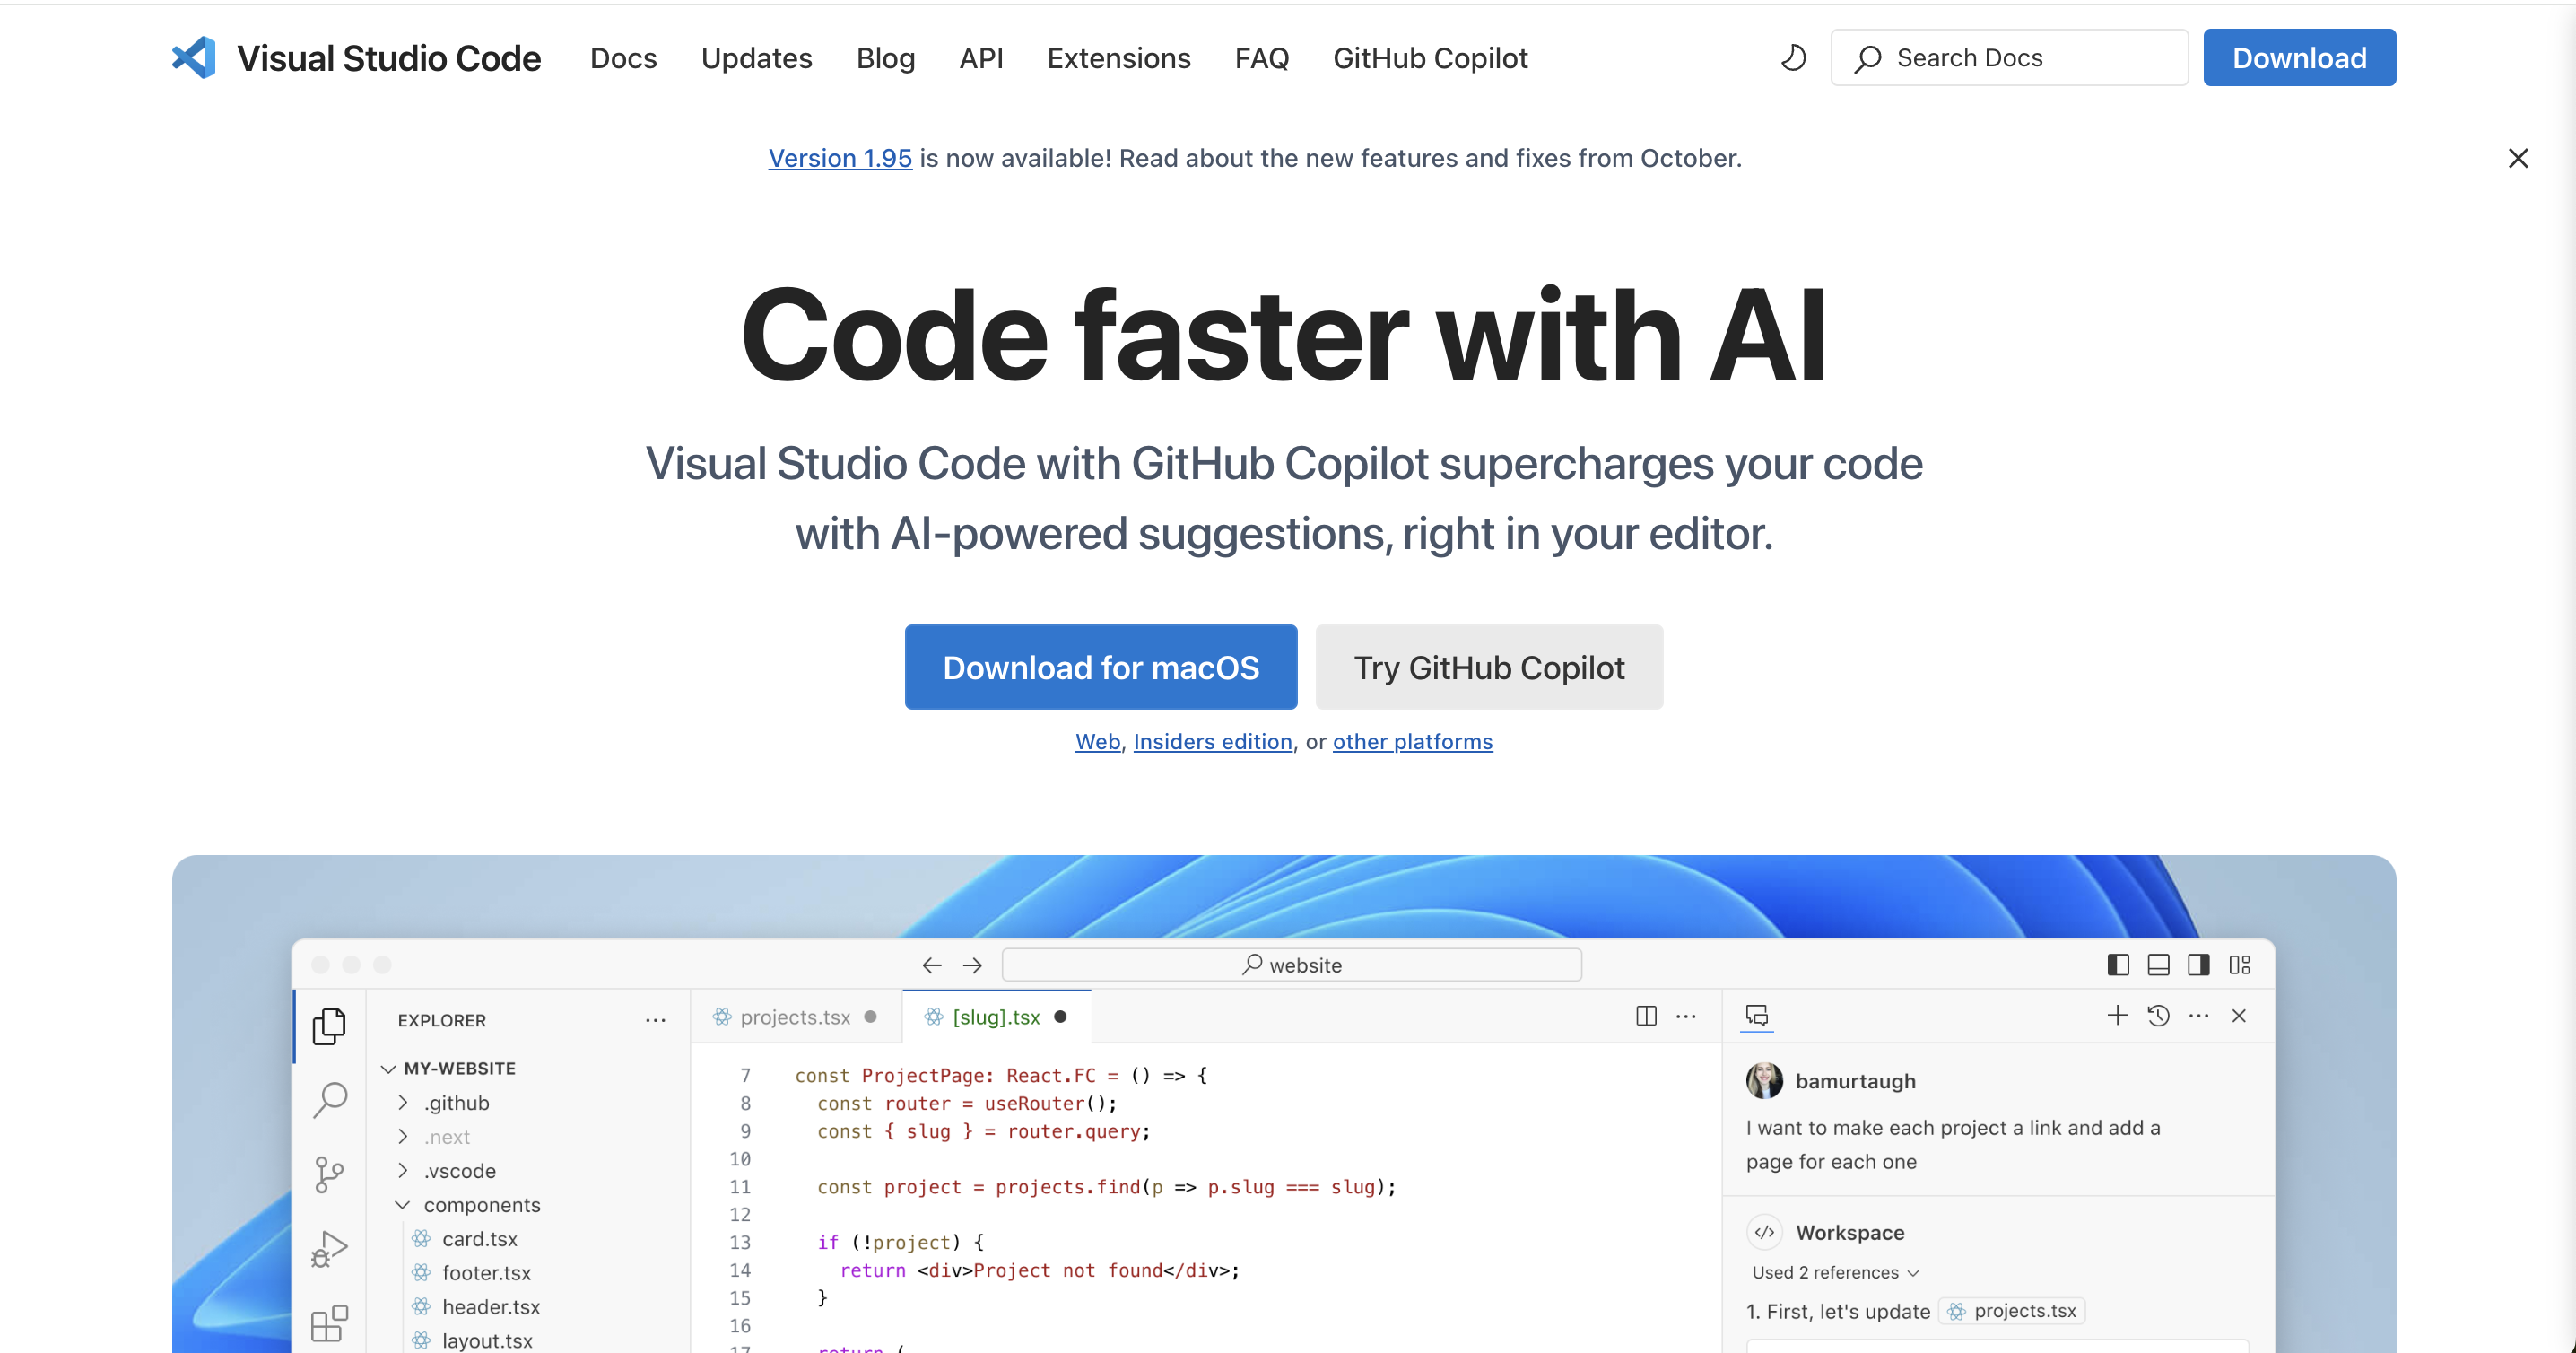 Visual Studio Code Docs Updates Blog API Extensions FAQ GitHub Copilot Search Docs Download
Version 1.95 is now available! Read about the new features and fixes from October.
Code faster with AI
Visual Studio Code with GitHub Copilot supercharges your code
with AI-powered suggestions, right in your editor.
Download for macOS Try GitHub Copilot
Web, Insiders edition, or other platforms
website
EXPLORER
MY-WEBSITE
.github
.next
.vscode
components
card.tsx
footer.tsx
header.tsx
layout.tsx
projects.tsx [slug].tsx
7 const ProjectPage: React.FC = () => {
8 const router = useRouter();
9 const { slug } = router.query;
10
11 const project = projects.find(p => p.slug === slug);
12
13 if (!project) {
14 return <div>Project not found</div>;
15 }
16
17 return (
bamurtaugh
I want to make each project a link and add a
page for each one
Workspace
Used 2 references
1. First, let's update projects.tsx